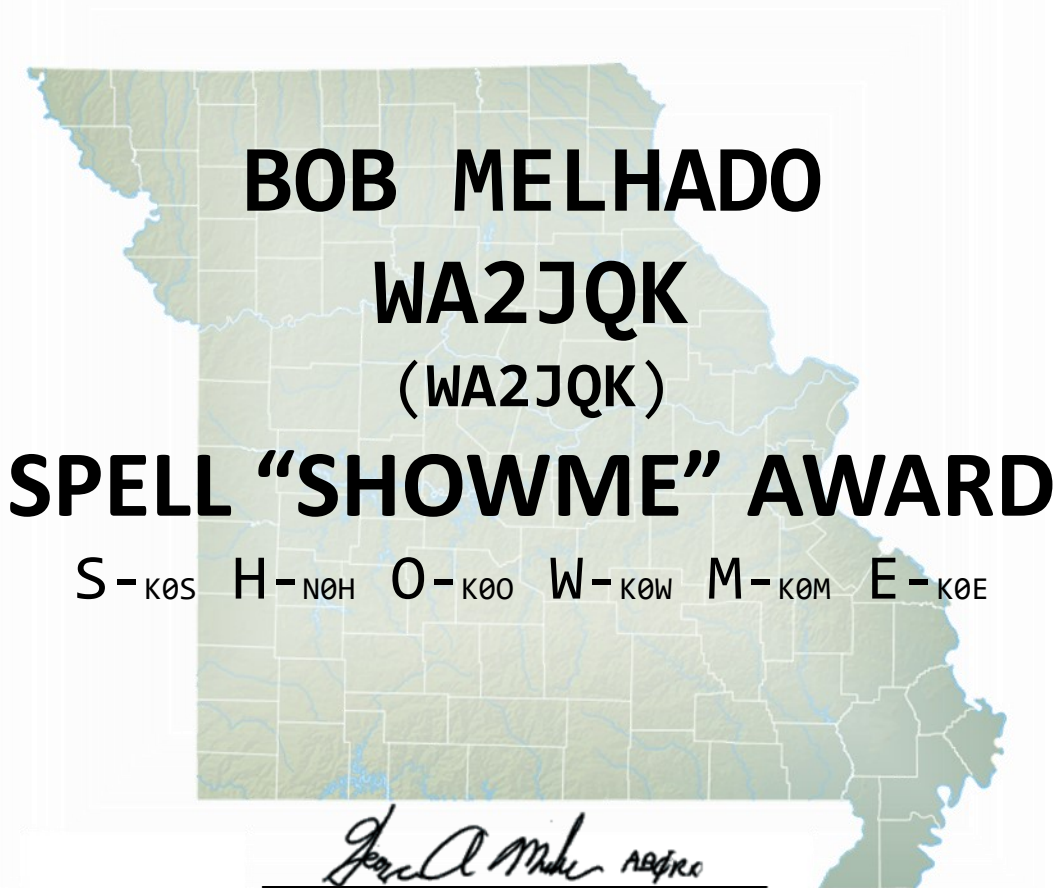 BOB MELHADO
WA2JQK
(WA2JQK)
SPELL “SHOWME” AWARD
S-K0S H-N0H O-K0O W-K0W M-K0M E-K0E